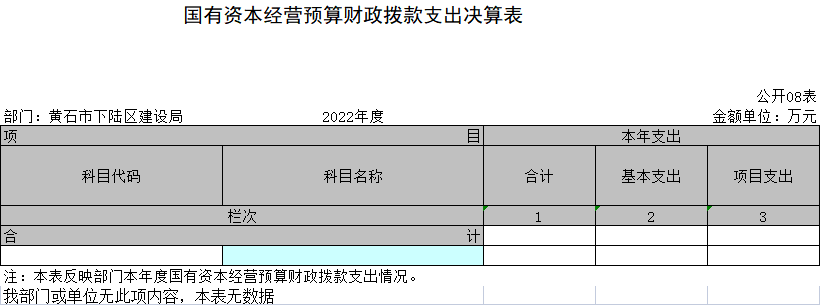 国有资本经营预算财政拨款支出决算表
公开08表
部门：黄石市下陆区建设局 2022年度 金额单位：万元
项 目 本年支出
科目代码 科目名称 合计 基本支出 项目支出
栏次 1 2 3
合 计
注：本表反映部门本年度国有资本经营预算财政拨款支出情况。
我部门或单位无此项内容，本表无数据